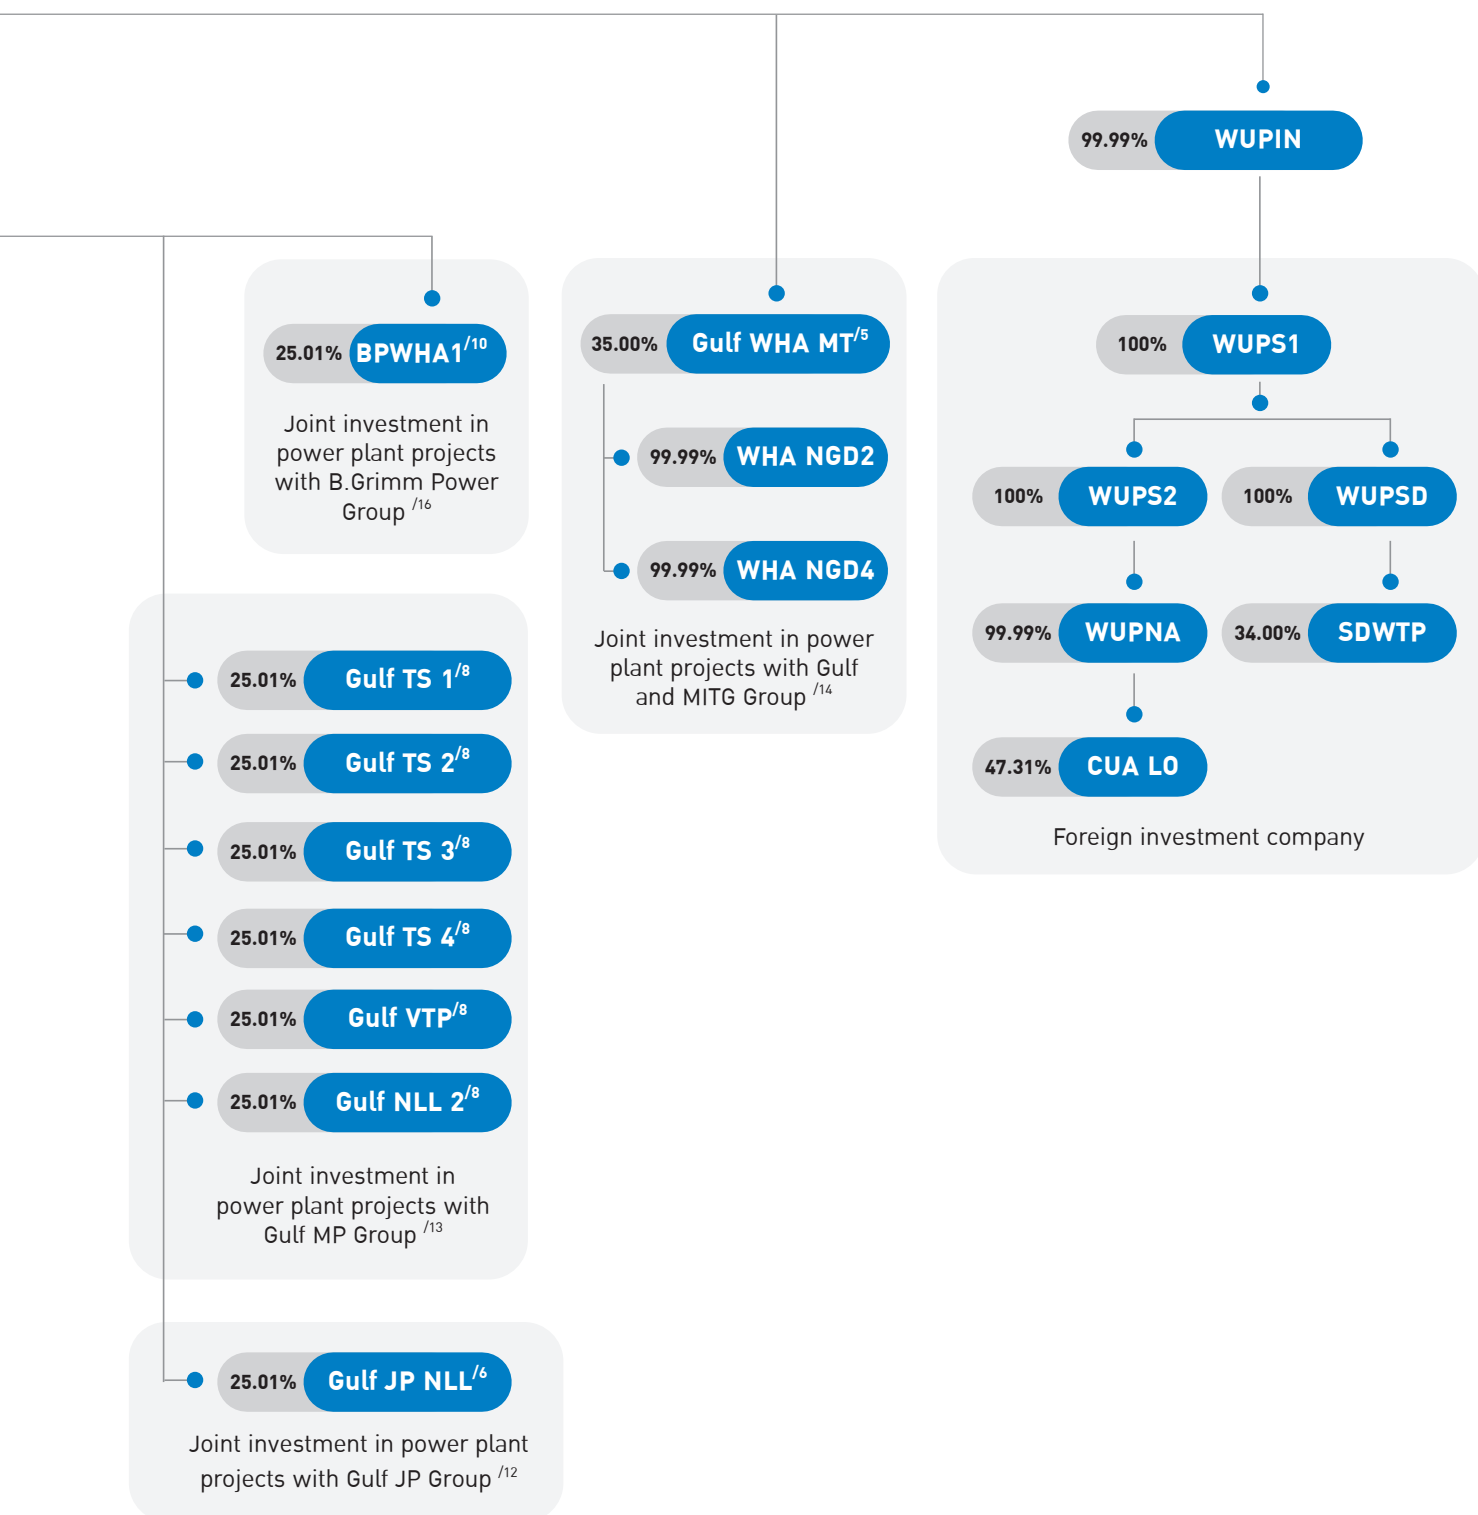 99.99% WUPIN
25.01% BPWHA1/10
Joint investment in
power plant projects
with B.Grimm Power
Group /16
25.01% Gulf TS 1/8
25.01% Gulf TS 2/8
25.01% Gulf TS 3/8
25.01% Gulf TS 4/8
25.01% Gulf VTP/8
25.01% Gulf NLL 2/8
Joint investment in
power plant projects with
Gulf MP Group /13
25.01% Gulf JP NLL/6
Joint investment in power plant
projects with Gulf JP Group /12
35.00% Gulf WHA MT/5
99.99% WHA NGD2
99.99% WHA NGD4
Joint investment in power
plant projects with Gulf
and MITG Group /14
100% WUPS1
100% WUPS2
100% WUPSD
99.99% WUPNA
34.00% SDWTP
47.31% CUA LO
Foreign investment company